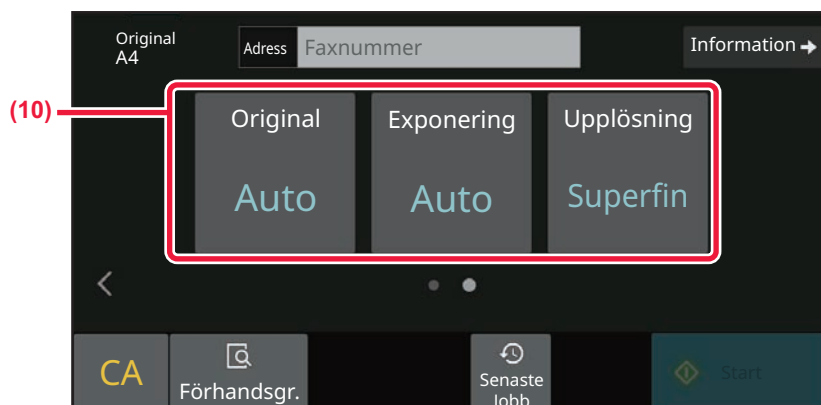 Original
A4
Adress Faxnummer
Information
(10)
Original Exponering Upplösning
Auto Auto Superfin
CA
Förhandsgr.
Senaste
Jobb
Start